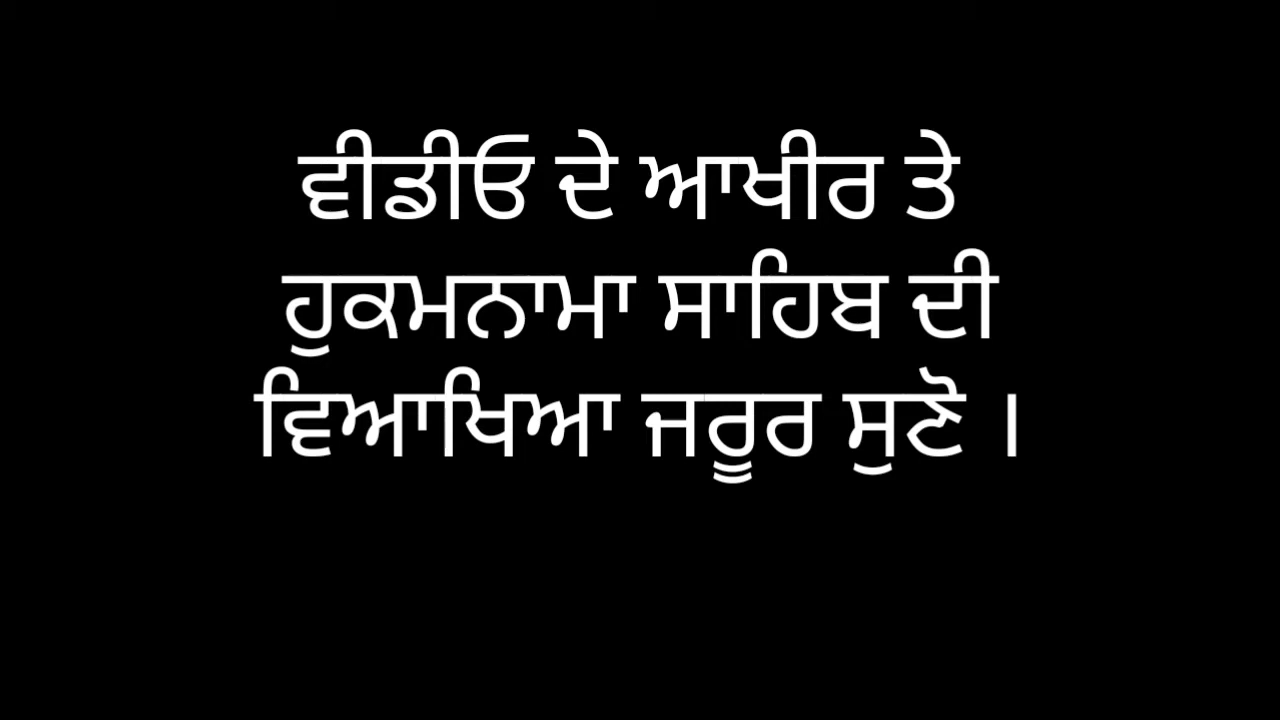 ਵੀਡੀਓ ਦੇ ਆਖੀਰ ਤੇ
ਹੁਕਮਨਾਮਾ ਸਾਹਿਬ ਦੀ
ਵਿਆਖਿਆ ਜਰੂਰ ਸੁਣੋ ।